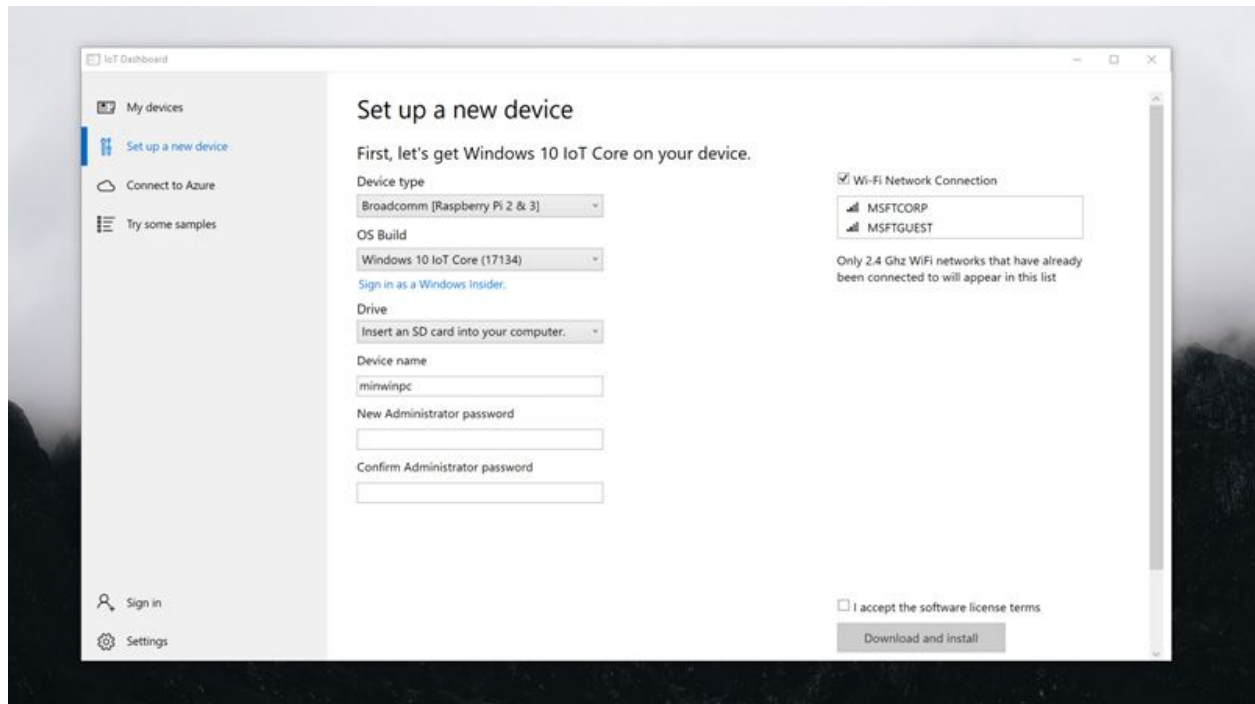 IoT Dashboard
My devices
Set up a new device
Connect to Azure
Try some samples
Sign in
Settings
Set up a new device
First, let's get Windows 10 IoT Core on your device.
Device type
Broadcomm [Raspberry Pi 2 & 3]
OS Build
Windows 10 IoT Core (17134)
Sign in as a Windows Insider.
Drive
Insert an SD card into your computer.
Device name
minwinpc
New Administrator password
Confirm Administrator password
Wi-Fi Network Connection
MSFTCORP
MSFTGUEST
Only 2.4 Ghz WiFi networks that have already
been connected to will appear in this list
I accept the software license terms
Download and install